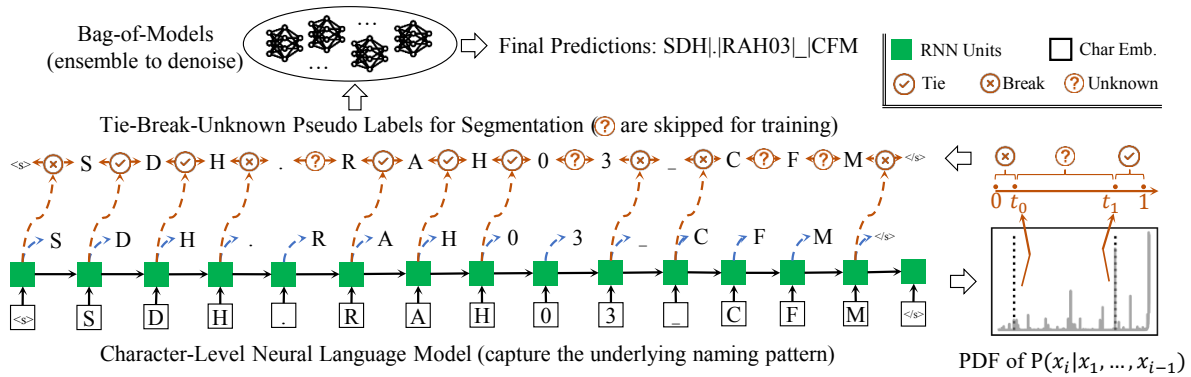 Bag-of-Models
(ensemble to denoise)
... ...
Final Predictions: SDH|.|RAH03|_|CFM
RNN Units
Char Emb.
Tie
Break
? Unknown
Tie-Break-Unknown Pseudo Labels for Segmentation (? are skipped for training)
<s> S D H . ? R A H 0 ? 3 _ C ? F ? M </s>
?
0 t0 t1 1
S D H . R A H 0 3 _ C F M </s>
<s> S D H . R A H 0 3 _ C F M </s>
Character-Level Neural Language Model (capture the underlying naming pattern)
PDF of P(xᵢ|x₁, …, xᵢ₋₁)